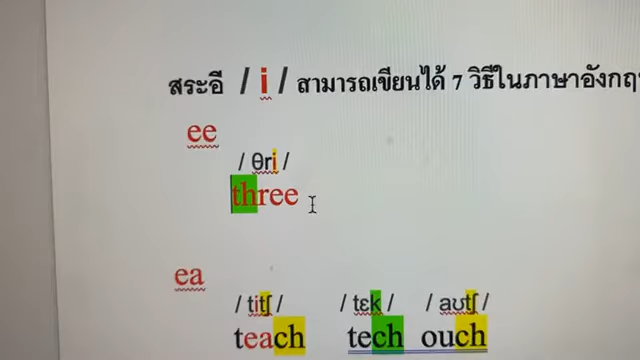 สระอี / i / สามารถเขียนได้ 7 วิธีในภาษาอังกฤษ
ee
/ θri /
three
ea
/ titʃ / / tɛk / / aʊtʃ /
teach tech ouch